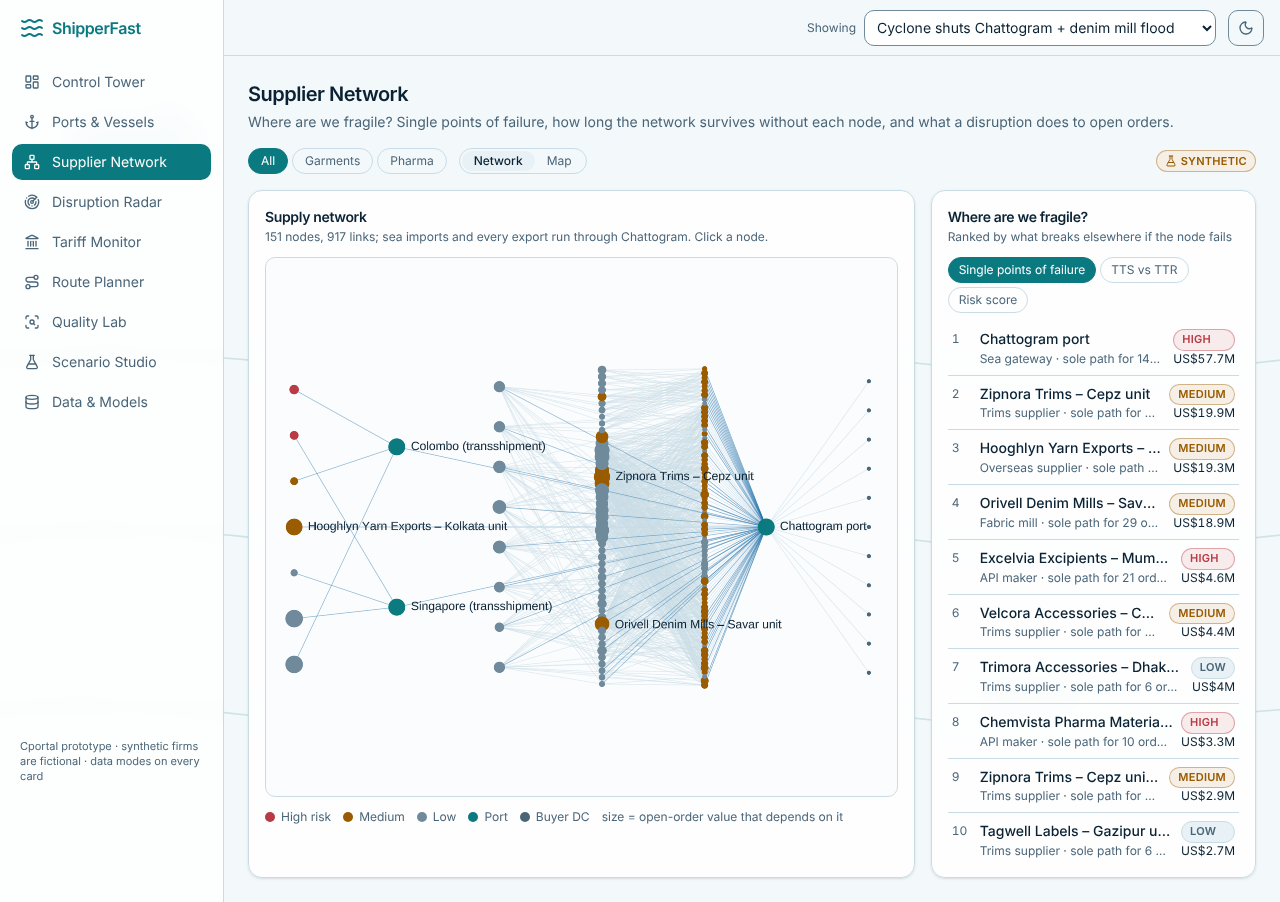 ShipperFast
Showing
Cyclone shuts Chattogram + denim mill flood
Control Tower
Ports & Vessels
Supplier Network
Disruption Radar
Tariff Monitor
Route Planner
Quality Lab
Scenario Studio
Data & Models
Cportal prototype · synthetic firms
are fictional · data modes on every
card
Supplier Network
Where are we fragile? Single points of failure, how long the network survives without each node, and what a disruption does to open orders.
All
Garments
Pharma
Network
Map
SYNTHETIC
Supply network
151 nodes, 917 links; sea imports and every export run through Chattogram. Click a node.
Colombo (transshipment)
Zipnora Trims – Cepz unit
Hooghlyn Yarn Exports – Kolkata unit
Chattogram port
Singapore (transshipment)
Orivell Denim Mills – Savar unit
High risk
Medium
Low
Port
Buyer DC
size = open-order value that depends on it
Where are we fragile?
Ranked by what breaks elsewhere if the node fails
Single points of failure
TTS vs TTR
Risk score
1 Chattogram port HIGH
Sea gateway · sole path for 14... US$57.7M
2 Zipnora Trims – Cepz unit MEDIUM
Trims supplier · sole path for ... US$19.9M
3 Hooghlyn Yarn Exports – ... MEDIUM
Overseas supplier · sole path ... US$19.3M
4 Orivell Denim Mills – Sav... MEDIUM
Fabric mill · sole path for 29 o... US$18.9M
5 Excelvia Excipients – Mum... HIGH
API maker · sole path for 21 ord... US$4.6M
6 Velcora Accessories – C... MEDIUM
Trims supplier · sole path for ... US$4.4M
7 Trimora Accessories – Dhak... LOW
Trims supplier · sole path for 6 or... US$4M
8 Chemvista Pharma Materia... HIGH
API maker · sole path for 10 ord... US$3.3M
9 Zipnora Trims – Cepz uni... MEDIUM
Trims supplier · sole path for ... US$2.9M
10 Tagwell Labels – Gazipur u... LOW
Trims supplier · sole path for 6 ... US$2.7M